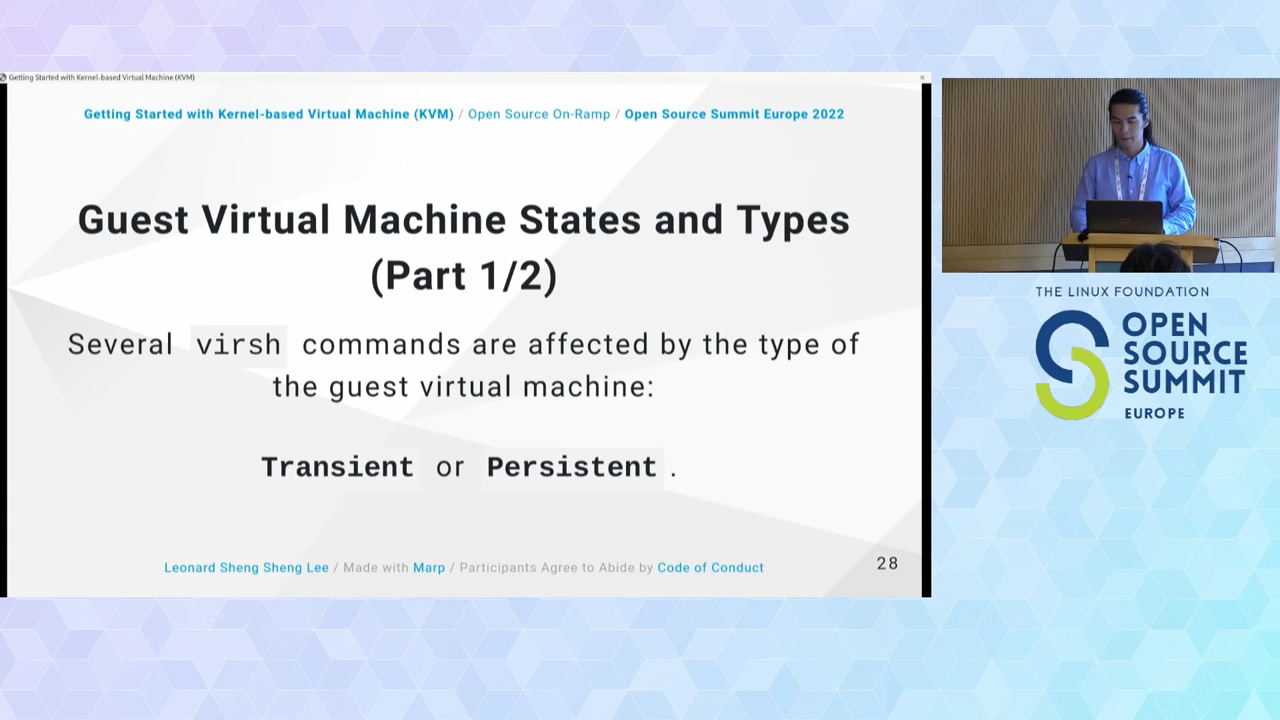 Getting Started with Kernel-based Virtual Machine (KVM)
Getting Started with Kernel-based Virtual Machine (KVM) / Open Source On-Ramp / Open Source Summit Europe 2022
Guest Virtual Machine States and Types
(Part 1/2)
Several virsh commands are affected by the type of
the guest virtual machine:
Transient or Persistent .
Leonard Sheng Sheng Lee / Made with Marp / Participants Agree to Abide by Code of Conduct
28
THE LINUX FOUNDATION
OPEN
SOURCE
SUMMIT
EUROPE